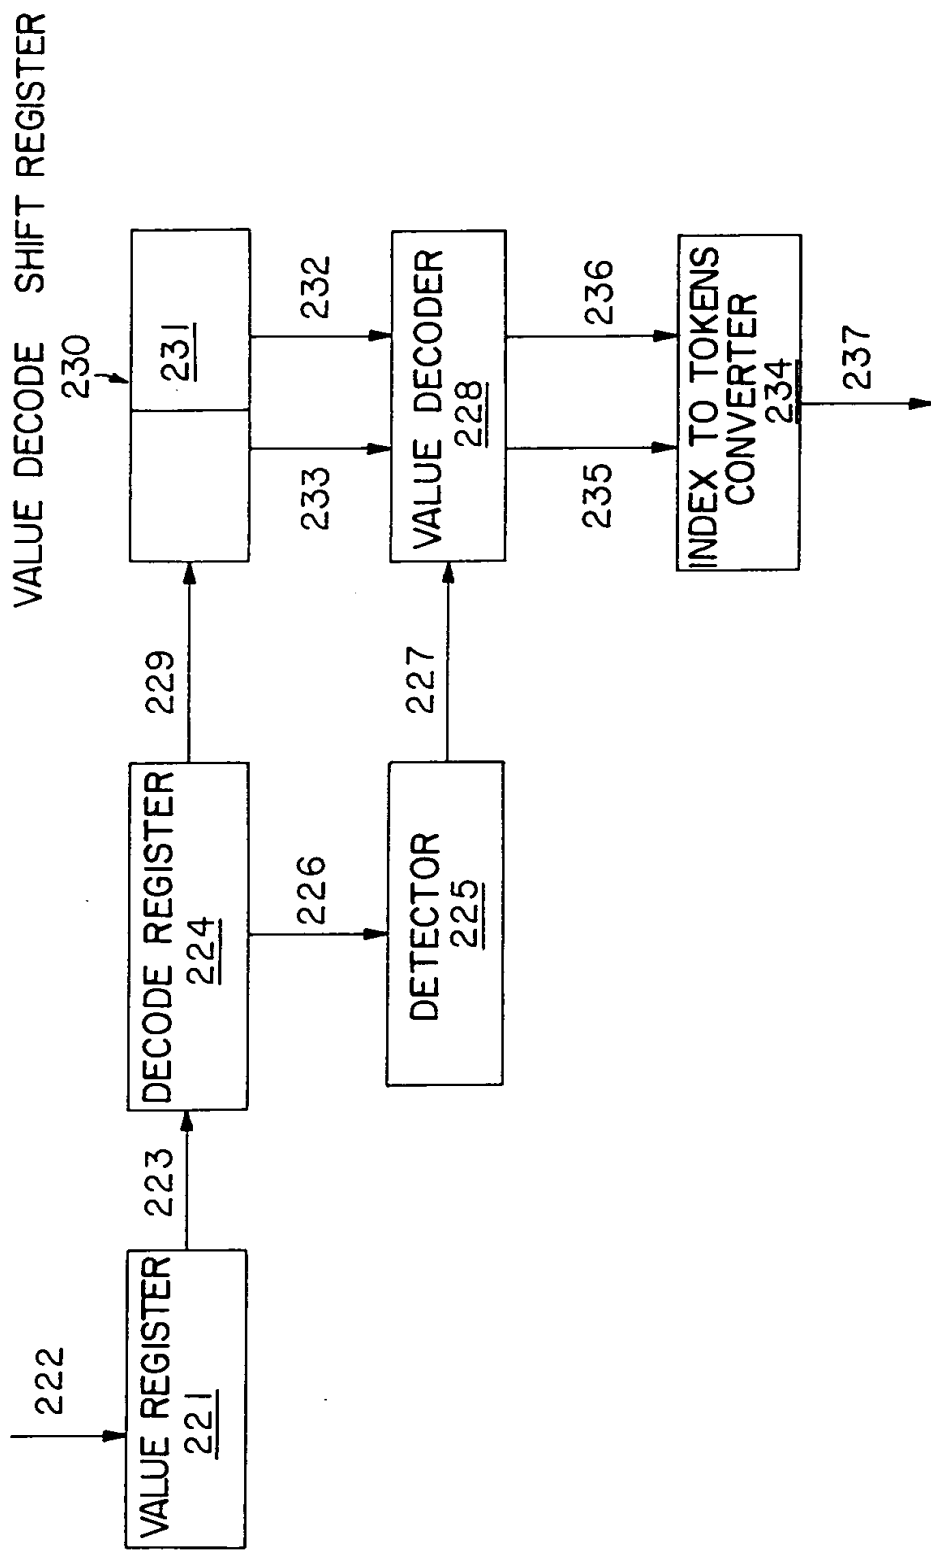 VALUE DECODE SHIFT REGISTER
222
230
VALUE REGISTER
221
223
DECODE REGISTER
224
229
231
226
233
232
DETECTOR
225
227
VALUE DECODER
228
235
236
INDEX TO TOKENS
CONVERTER
234
237